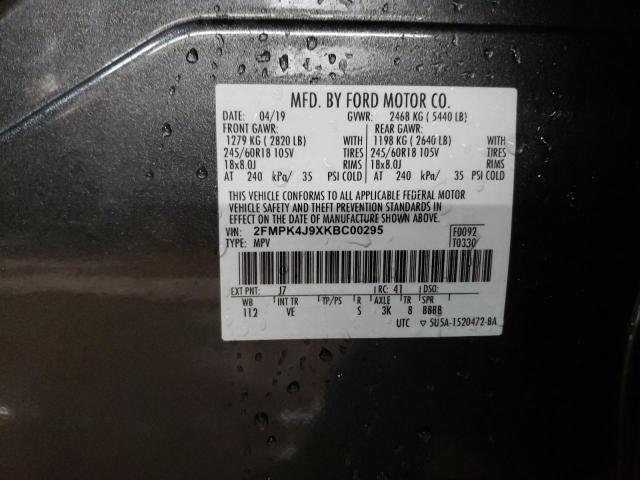 MFD. BY FORD MOTOR CO.
DATE: 04/19 GVWR: 2468 KG ( 5440 LB)
FRONT GAWR: REAR GAWR:
1279 KG ( 2820 LB) WITH 1198 KG ( 2640 LB) WITH
245/60R18 105V TIRES 245/60R18 105V TIRES
18x8.0J RIMS 18x8.0J RIMS
AT 240 kPa/ 35 PSI COLD AT 240 kPa/ 35 PSI COLD
THIS VEHICLE CONFORMS TO ALL APPLICABLE FEDERAL MOTOR
VEHICLE SAFETY AND THEFT PREVENTION STANDARDS IN
EFFECT ON THE DATE OF MANUFACTURE SHOWN ABOVE.
VIN: 2FMPK4J9XKBC00295 F0092
TYPE: MPV T0330
EXT PNT: J7 RC: 41 DSO:
WB INT TR TP/PS R AXLE TR SPR
112 VE S 3K 8 BBBB
UTC ▽ 5U5A-1520472-BA